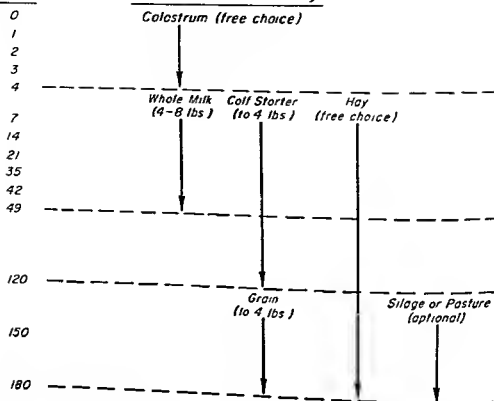 0
Colostrum (free choice)
1
2
3
4
Whole Milk Calf Starter Hay
(4-8 lbs) (to 4 lbs) (free choice)
7
14
21
35
42
49
120
Grain Silage or Pasture
(to 4 lbs) (optional)
150
180